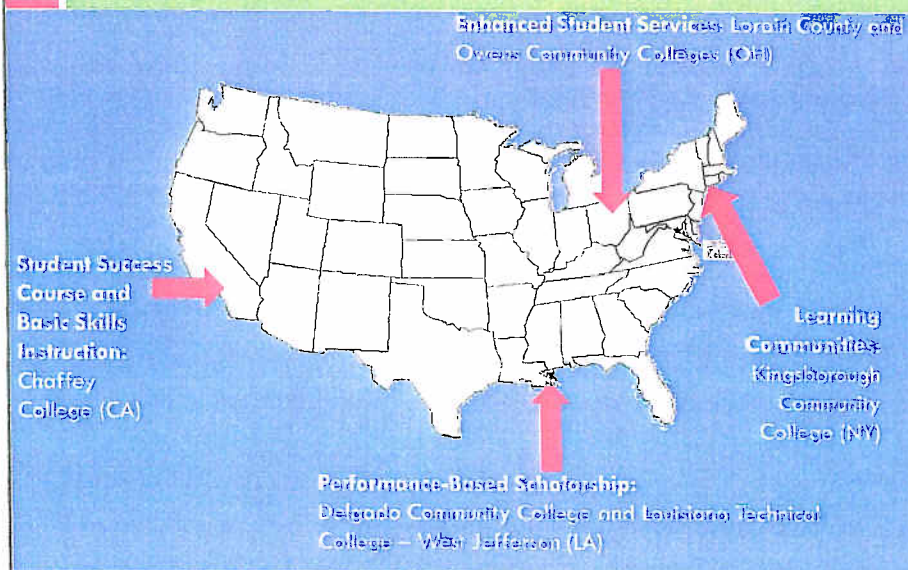 Enhanced Student Services: Lorain County and
Owens Community Colleges (OH)
Student Success
Course and
Basic Skills
Instruction:
Chaffey
College (CA)
Learning
Communities:
Kingsborough
Community
College (NY)
Performance-Based Scholarship:
Delgado Community College and Louisiana Technical
College – West Jefferson (LA)